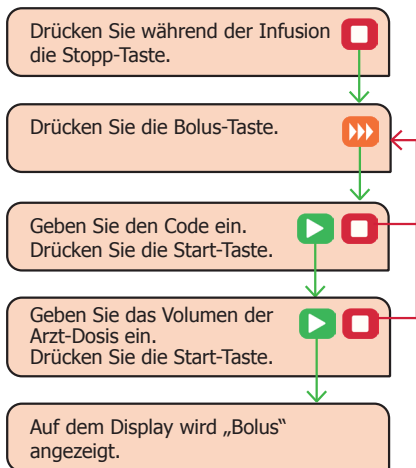 Drücken Sie während der Infusion
die Stopp-Taste.
Drücken Sie die Bolus-Taste.
Geben Sie den Code ein.
Drücken Sie die Start-Taste.
Geben Sie das Volumen der
Arzt-Dosis ein.
Drücken Sie die Start-Taste.
Auf dem Display wird „Bolus“
angezeigt.